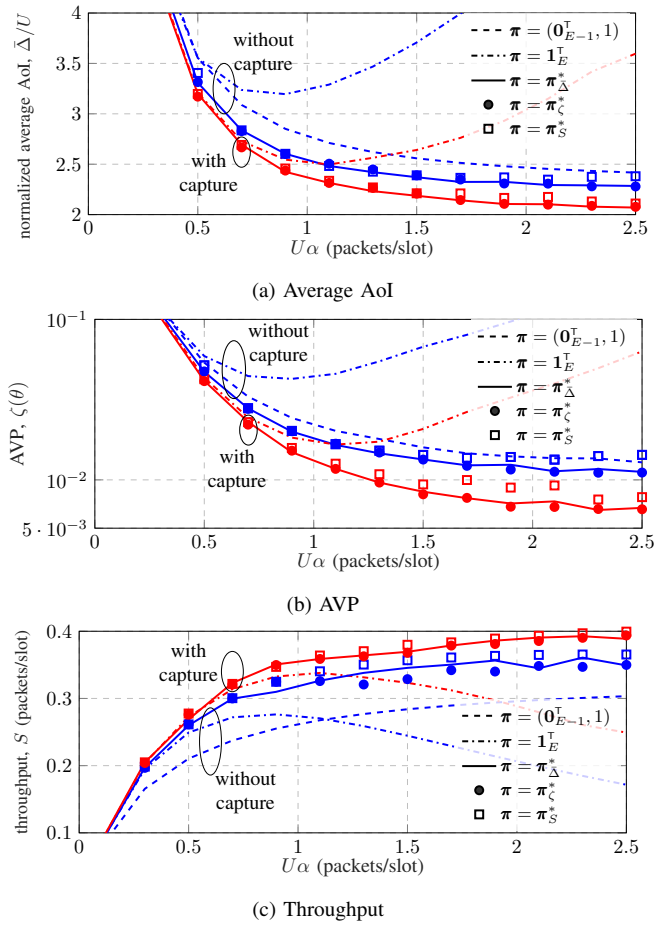 4
3.5
3
2.5
2
normalized average AoI, Δ̄/U
without
capture
with
capture
π = (0ᵀ_{E−1}, 1)
π = 1ᵀ_E
π = π*_{Δ̄}
π = π*_ζ
π = π*_S
0 0.5 1 1.5 2 2.5
Uα (packets/slot)
(a) Average AoI
10⁻¹
10⁻²
5 · 10⁻³
AVP, ζ(θ)
without
capture
with
capture
π = (0ᵀ_{E−1}, 1)
π = 1ᵀ_E
π = π*_{Δ̄}
π = π*_ζ
π = π*_S
0 0.5 1 1.5 2 2.5
Uα (packets/slot)
(b) AVP
0.4
0.3
0.2
0.1
throughput, S (packets/slot)
with
capture
without
capture
π = (0ᵀ_{E−1}, 1)
π = 1ᵀ_E
π = π*_{Δ̄}
π = π*_ζ
π = π*_S
0 0.5 1 1.5 2 2.5
Uα (packets/slot)
(c) Throughput